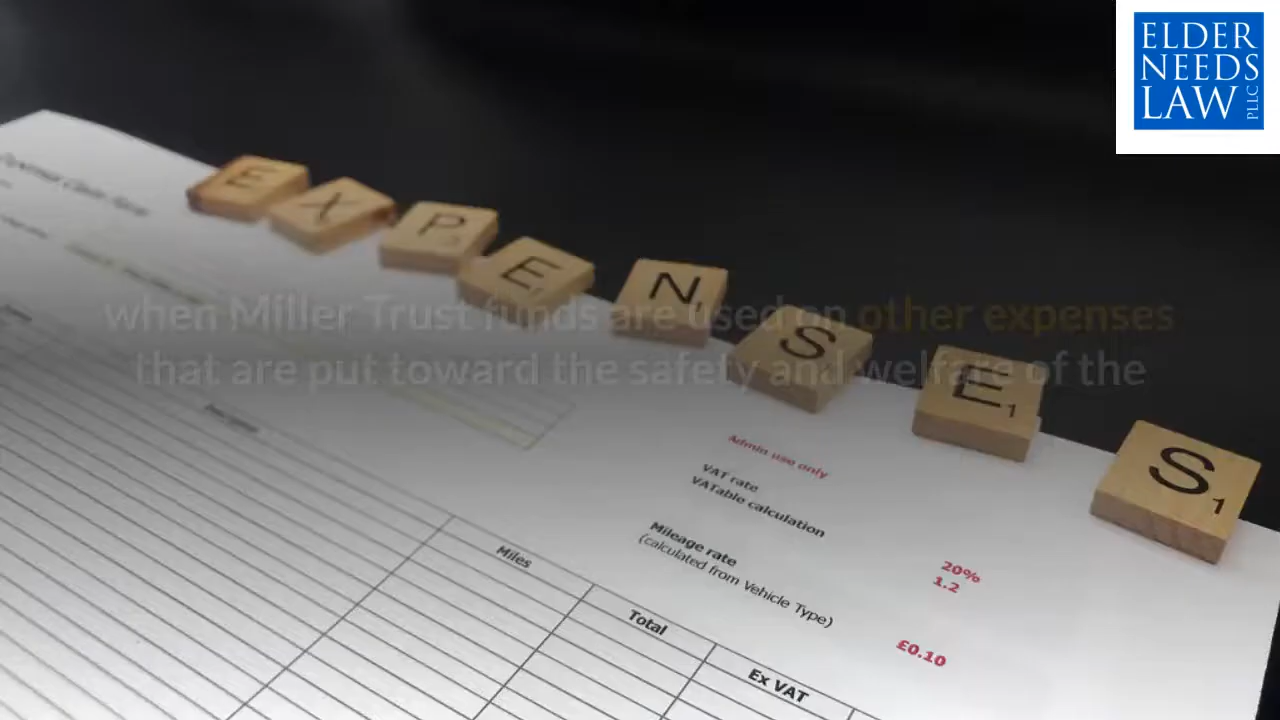 ELDER
NEEDS
LAW PLLC
E X P E N S E S
when Miller Trust funds are used on other expenses
that are put toward the safety and welfare of the
Admin use only
VAT rate
VATable calculation
20%
1.2
Mileage rate
(calculated from Vehicle Type)
£0.10
Miles
Total
Ex VAT